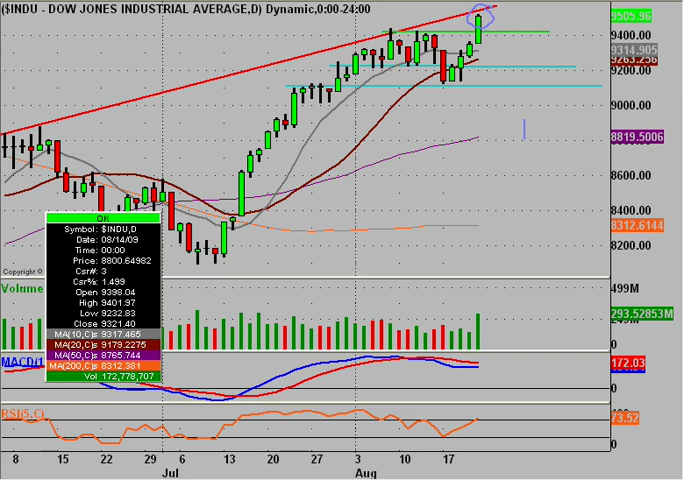 ($INDU - DOW JONES INDUSTRIAL AVERAGE,D) Dynamic,0:00-24:00
9505.96
9400.00
9314.905
9263.256
9200.00
9000.00
8819.5006
8600.00
8312.6144
8200.00
OK
Symbol: $INDU,D
Date: 08/14/09
Time: 00:00
Price: 8800.64982
Csr#: 3
Csr%: 1.499
Open 9398.04
High 9401.97
Low 9232.83
Close 9321.40
MA(10,C)s 9317.465
MA(20,C)s 9179.2275
MA(50,C)s 8765.744
MA(200,C)s 8312.381
Vol 172,778,707
Copyright ©
Volume
499M
293.52853M
0
MACD(1
172.03
0
RSI(5,C)
73.52
0
8 15 22 29 6 13 20 27 3 10 17
Jul Aug